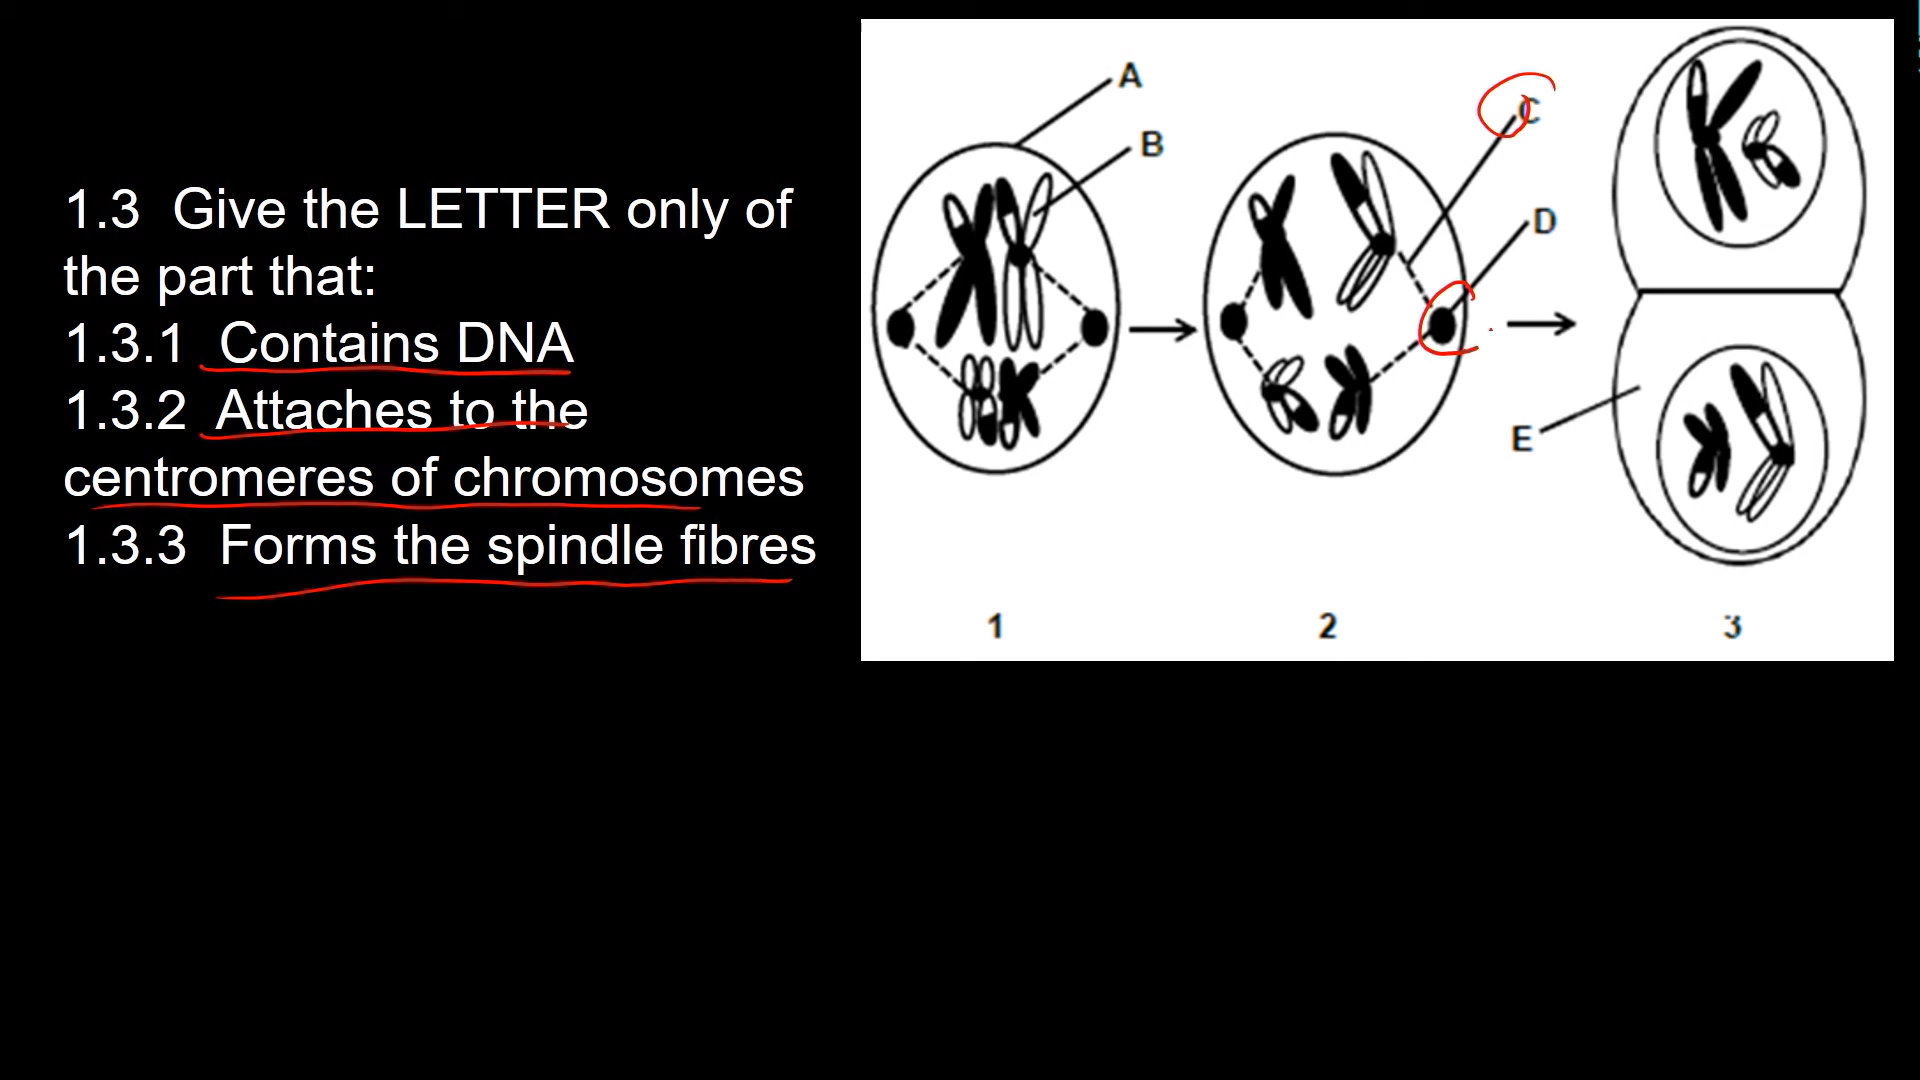 1.3 Give the LETTER only of
the part that:
1.3.1 Contains DNA
1.3.2 Attaches to the
centromeres of chromosomes
1.3.3 Forms the spindle fibres
A
B
C
D
E
1
2
3